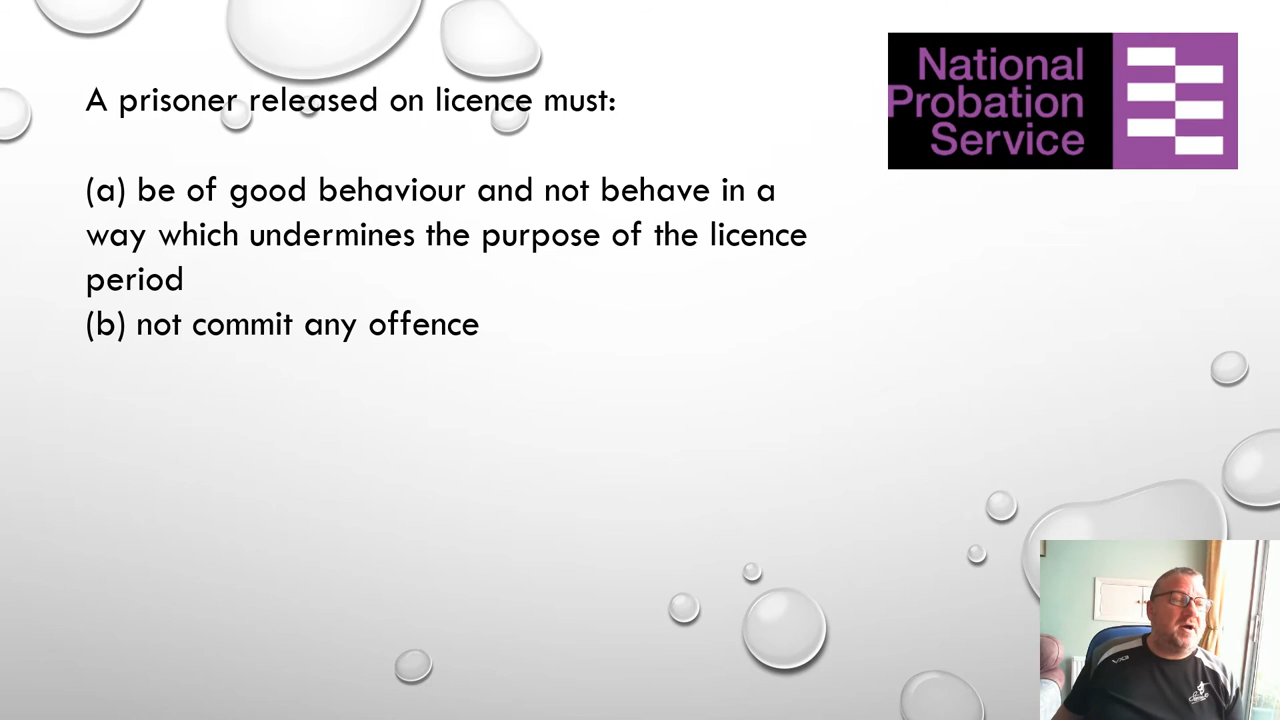 A prisoner released on licence must:
(a) be of good behaviour and not behave in a
way which undermines the purpose of the licence
period
(b) not commit any offence
National
Probation
Service